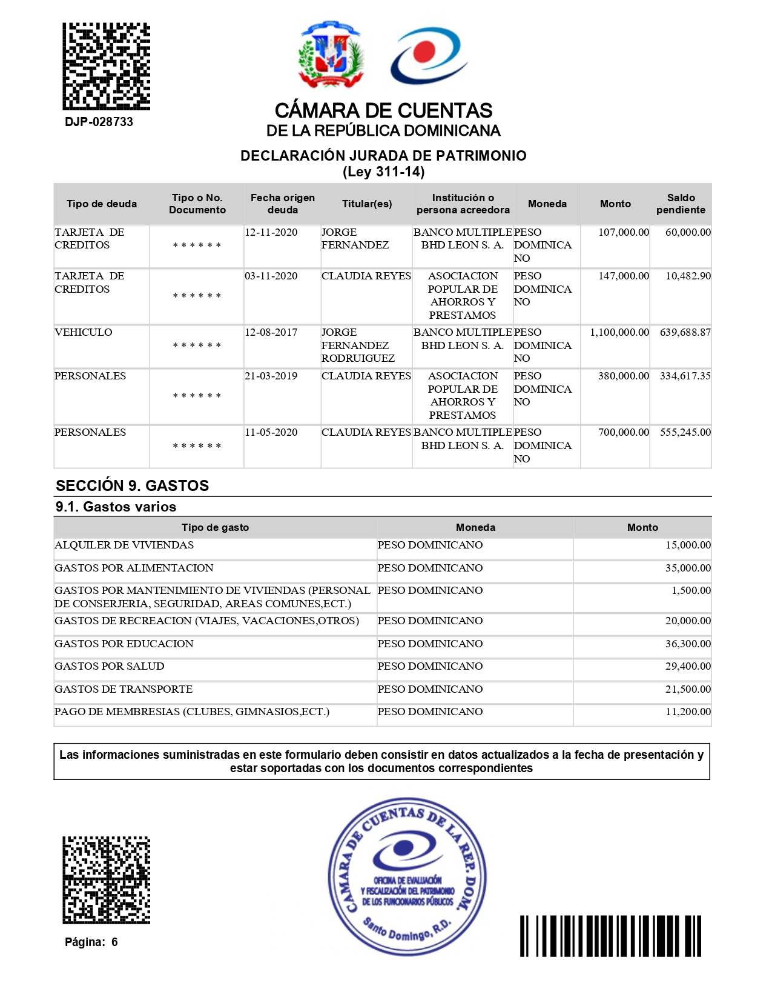 DJP-028733
CÁMARA DE CUENTAS
DE LA REPÚBLICA DOMINICANA
DECLARACIÓN JURADA DE PATRIMONIO
(Ley 311-14)
Tipo de deuda Tipo o No. Documento Fecha origen deuda Titular(es) Institución o persona acreedora Moneda Monto Saldo pendiente
TARJETA DE CREDITOS * * * * * * 12-11-2020 JORGE FERNANDEZ BANCO MULTIPLE BHD LEON S. A. PESO DOMINICA NO 107,000.00 60,000.00
TARJETA DE CREDITOS * * * * * * 03-11-2020 CLAUDIA REYES ASOCIACION POPULAR DE AHORROS Y PRESTAMOS PESO DOMINICA NO 147,000.00 10,482.90
VEHICULO * * * * * * 12-08-2017 JORGE FERNANDEZ RODRUIGUEZ BANCO MULTIPLE BHD LEON S. A. PESO DOMINICA NO 1,100,000.00 639,688.87
PERSONALES * * * * * * 21-03-2019 CLAUDIA REYES ASOCIACION POPULAR DE AHORROS Y PRESTAMOS PESO DOMINICA NO 380,000.00 334,617.35
PERSONALES * * * * * * 11-05-2020 CLAUDIA REYES BANCO MULTIPLE BHD LEON S. A. PESO DOMINICA NO 700,000.00 555,245.00
SECCIÓN 9. GASTOS
9.1. Gastos varios
Tipo de gasto Moneda Monto
ALQUILER DE VIVIENDAS PESO DOMINICANO 15,000.00
GASTOS POR ALIMENTACION PESO DOMINICANO 35,000.00
GASTOS POR MANTENIMIENTO DE VIVIENDAS (PERSONAL PESO DOMINICANO 1,500.00
DE CONSERJERIA, SEGURIDAD, AREAS COMUNES,ECT.)
GASTOS DE RECREACION (VIAJES, VACACIONES,OTROS) PESO DOMINICANO 20,000.00
GASTOS POR EDUCACION PESO DOMINICANO 36,300.00
GASTOS POR SALUD PESO DOMINICANO 29,400.00
GASTOS DE TRANSPORTE PESO DOMINICANO 21,500.00
PAGO DE MEMBRESIAS (CLUBES, GIMNASIOS,ECT.) PESO DOMINICANO 11,200.00
Las informaciones suministradas en este formulario deben consistir en datos actualizados a la fecha de presentación y
estar soportadas con los documentos correspondientes
CAMARA DE CUENTAS DE LA REP. DOM.
OFICINA DE EVALUACIÓN
Y FISCALIZACIÓN DEL PATRIMONIO
DE LOS FUNCIONARIOS PÚBLICOS
Santo Domingo, R.D.
Página: 6